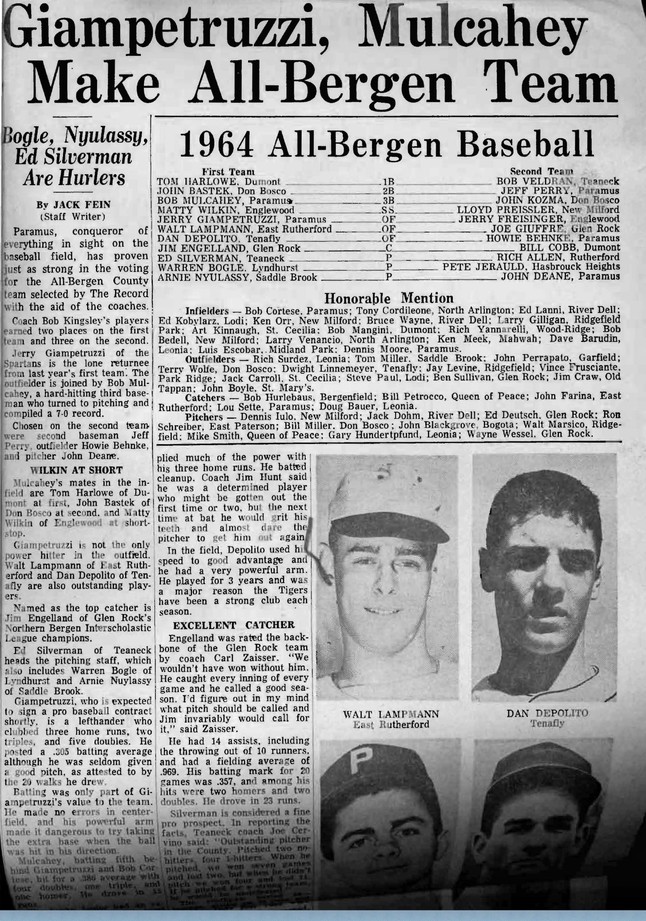 Giampetruzzi, Mulcahey
Make All-Bergen Team
Bogle, Nyulassy,
Ed Silverman
Are Hurlers
By JACK FEIN
(Staff Writer)
Paramus, conqueror of
everything in sight on the
baseball field, has proven
just as strong in the voting
for the All-Bergen County
team selected by The Record
with the aid of the coaches.
Coach Bob Kingsley's players
earned two places on the first
team and three on the second.
Jerry Giampetruzzi of the
Spartans is the lone returnee
from last year's first team. The
outfielder is joined by Bob Mul-
cahey, a hard-hitting third base-
man who turned to pitching and
compiled a 7-0 record.
Chosen on the second team
were second baseman Jeff
Perry, outfielder Howie Behnke,
and pitcher John Deane.
WILKIN AT SHORT
Mulcahey's mates in the in-
field are Tom Harlowe of Du-
mont at first, John Bastek of
Don Bosco at second, and Matty
Wilkin of Englewood at short-
stop.
Giampetruzzi is not the only
power hitter in the outfield.
Walt Lampmann of East Ruth-
erford and Dan Depolito of Ten-
afly are also outstanding play-
ers.
Named as the top catcher is
Jim Engelland of Glen Rock's
Northern Bergen Interscholastic
League champions.
Ed Silverman of Teaneck
heads the pitching staff, which
also includes Warren Bogle of
Lyndhurst and Arnie Nyulassy
of Saddle Brook.
Giampetruzzi, who is expected
to sign a pro baseball contract
shortly, is a lefthander who
clubbed three home runs, two
triples, and five doubles. He
posted a .305 batting average
although he was seldom given
a good pitch, as attested to by
the 20 walks he drew.
Batting was only part of Gi-
ampetruzzi's value to the team.
He made no errors in center-
field, and his powerful arm
made it dangerous to try taking
the extra base when the ball
was hit in his direction.
Mulcahey, batting fifth be-
hind Giampetruzzi and Bob Cor-
tese, hit for a .386 average with
four doubles, one triple, and
one homer. He drove in 15
1964 All-Bergen Baseball
First Team Second Team
TOM HARLOWE, Dumont 1B BOB VELDRAN, Teaneck
JOHN BASTEK, Don Bosco 2B JEFF PERRY, Paramus
BOB MULCAHEY, Paramus 3B JOHN KOZMA, Don Bosco
MATTY WILKIN, Englewood SS LLOYD PREISSLER, New Milford
JERRY GIAMPETRUZZI, Paramus OF JERRY FREISINGER, Englewood
WALT LAMPMANN, East Rutherford OF JOE GIUFFRE, Glen Rock
DAN DEPOLITO, Tenafly OF HOWIE BEHNKE, Paramus
JIM ENGELLAND, Glen Rock C BILL COBB, Dumont
ED SILVERMAN, Teaneck P RICH ALLEN, Rutherford
WARREN BOGLE, Lyndhurst P PETE JERAULD, Hasbrouck Heights
ARNIE NYULASSY, Saddle Brook P JOHN DEANE, Paramus
Honorable Mention
Infielders — Bob Cortese, Paramus; Tony Cordileone, North Arlington; Ed Lanni, River Dell;
Ed Kobylarz, Lodi; Ken Orr, New Milford; Bruce Wayne, River Dell; Larry Gilligan, Ridgefield
Park; Art Kinnaugh, St. Cecilia; Bob Mangini, Dumont; Rich Yannarelli, Wood-Ridge; Bob
Bedell, New Milford; Larry Venancio, North Arlington; Ken Meek, Mahwah; Dave Barudin,
Leonia; Luis Escobar, Midland Park; Dennis Moore, Paramus.
Outfielders — Rich Surdez, Leonia; Tom Miller, Saddle Brook; John Perrapato, Garfield;
Terry Wolfe, Don Bosco; Dwight Linnemeyer, Tenafly; Jay Levine, Ridgefield; Vince Frusciante,
Park Ridge; Jack Carroll, St. Cecilia; Steve Paul, Lodi; Ben Sullivan, Glen Rock; Jim Craw, Old
Tappan; John Boyle, St. Mary's.
Catchers — Bob Hurlebaus, Bergenfield; Bill Petrocco, Queen of Peace; John Farina, East
Rutherford; Lou Sette, Paramus; Doug Bauer, Leonia.
Pitchers — Dennis Iulo, New Milford; Jack Dohm, River Dell; Ed Deutsch, Glen Rock; Ron
Schreiber, East Paterson; Bill Miller, Don Bosco; John Blackgrove, Bogota; Walt Marsico, Ridge-
field; Mike Smith, Queen of Peace; Gary Hundertpfund, Leonia; Wayne Wessel, Glen Rock.
plied much of the power with
his three home runs. He batted
cleanup. Coach Jim Hunt said
he was a determined player
who might be gotten out the
first time or two, but the next
time at bat he would grit his
teeth and almost dare the
pitcher to get him out again.
In the field, Depolito used his
speed to good advantage and
he had a very powerful arm.
He played for 3 years and was
a major reason the Tigers
have been a strong club each
season.
EXCELLENT CATCHER
Engelland was rated the back-
bone of the Glen Rock team
by coach Carl Zaisser. "We
wouldn't have won without him.
He caught every inning of every
game and he called a good sea-
son. I'd figure out in my mind
what pitch should be called and
Jim invariably would call for
it," said Zaisser.
He had 14 assists, including
the throwing out of 10 runners,
and had a fielding average of
.969. His batting mark for 20
games was .357, and among his
hits were two homers and two
doubles. He drove in 23 runs.
Silverman is considered a fine
pro prospect. In reporting the
facts, Teaneck coach Joe Cer-
vino said: "Outstanding pitcher
in the County. Pitched two no-
hitters, four 1-hitters. When he
pitched, we won seven games
and lost two, but when he didn't
pitch we won four and
WALT LAMPMANN
East Rutherford
DAN DEPOLITO
Tenafly
P